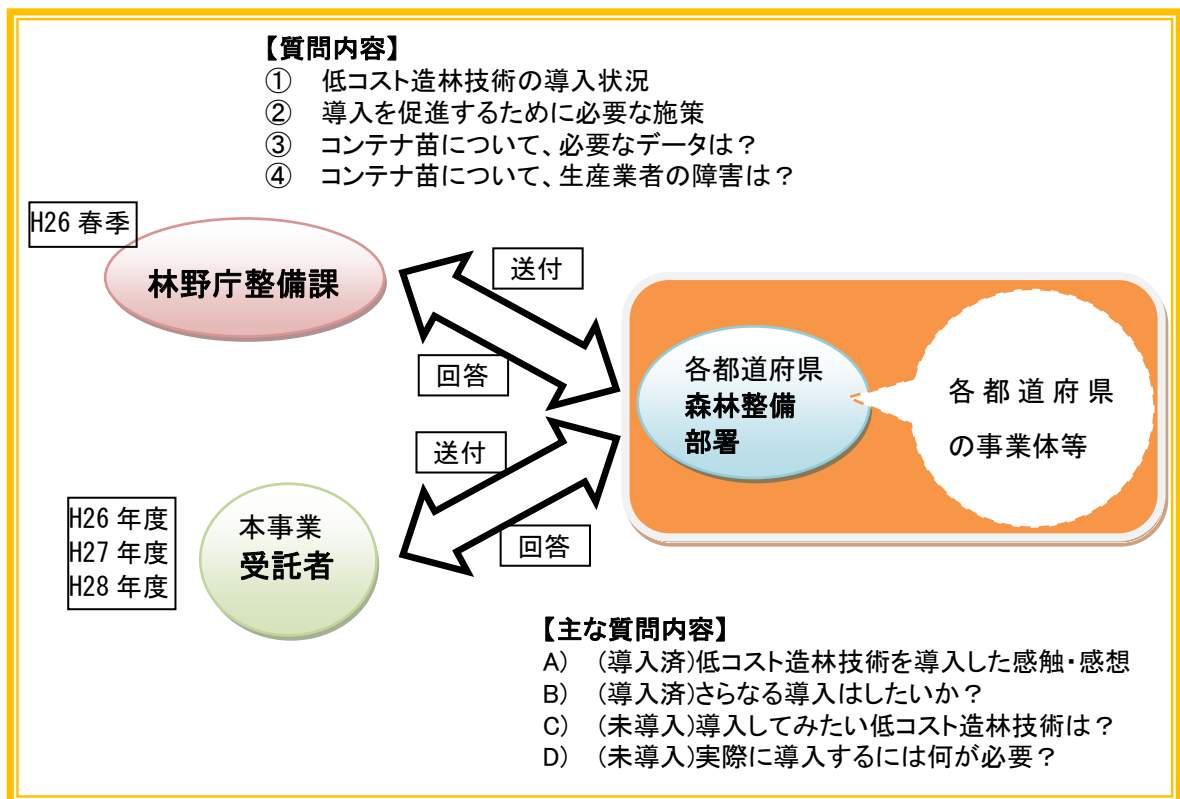 【質問内容】
① 低コスト造林技術の導入状況
② 導入を促進するために必要な施策
③ コンテナ苗について、必要なデータは？
④ コンテナ苗について、生産業者の障害は？
H26 春季
林野庁整備課
送付
回答
各都道府県
森林整備
部署
各都道府県
の事業体等
送付
回答
H26 年度
H27 年度
H28 年度
本事業
受託者
【主な質問内容】
A) (導入済)低コスト造林技術を導入した感触・感想
B) (導入済)さらなる導入はしたいか？
C) (未導入)導入してみたい低コスト造林技術は？
D) (未導入)実際に導入するには何が必要？